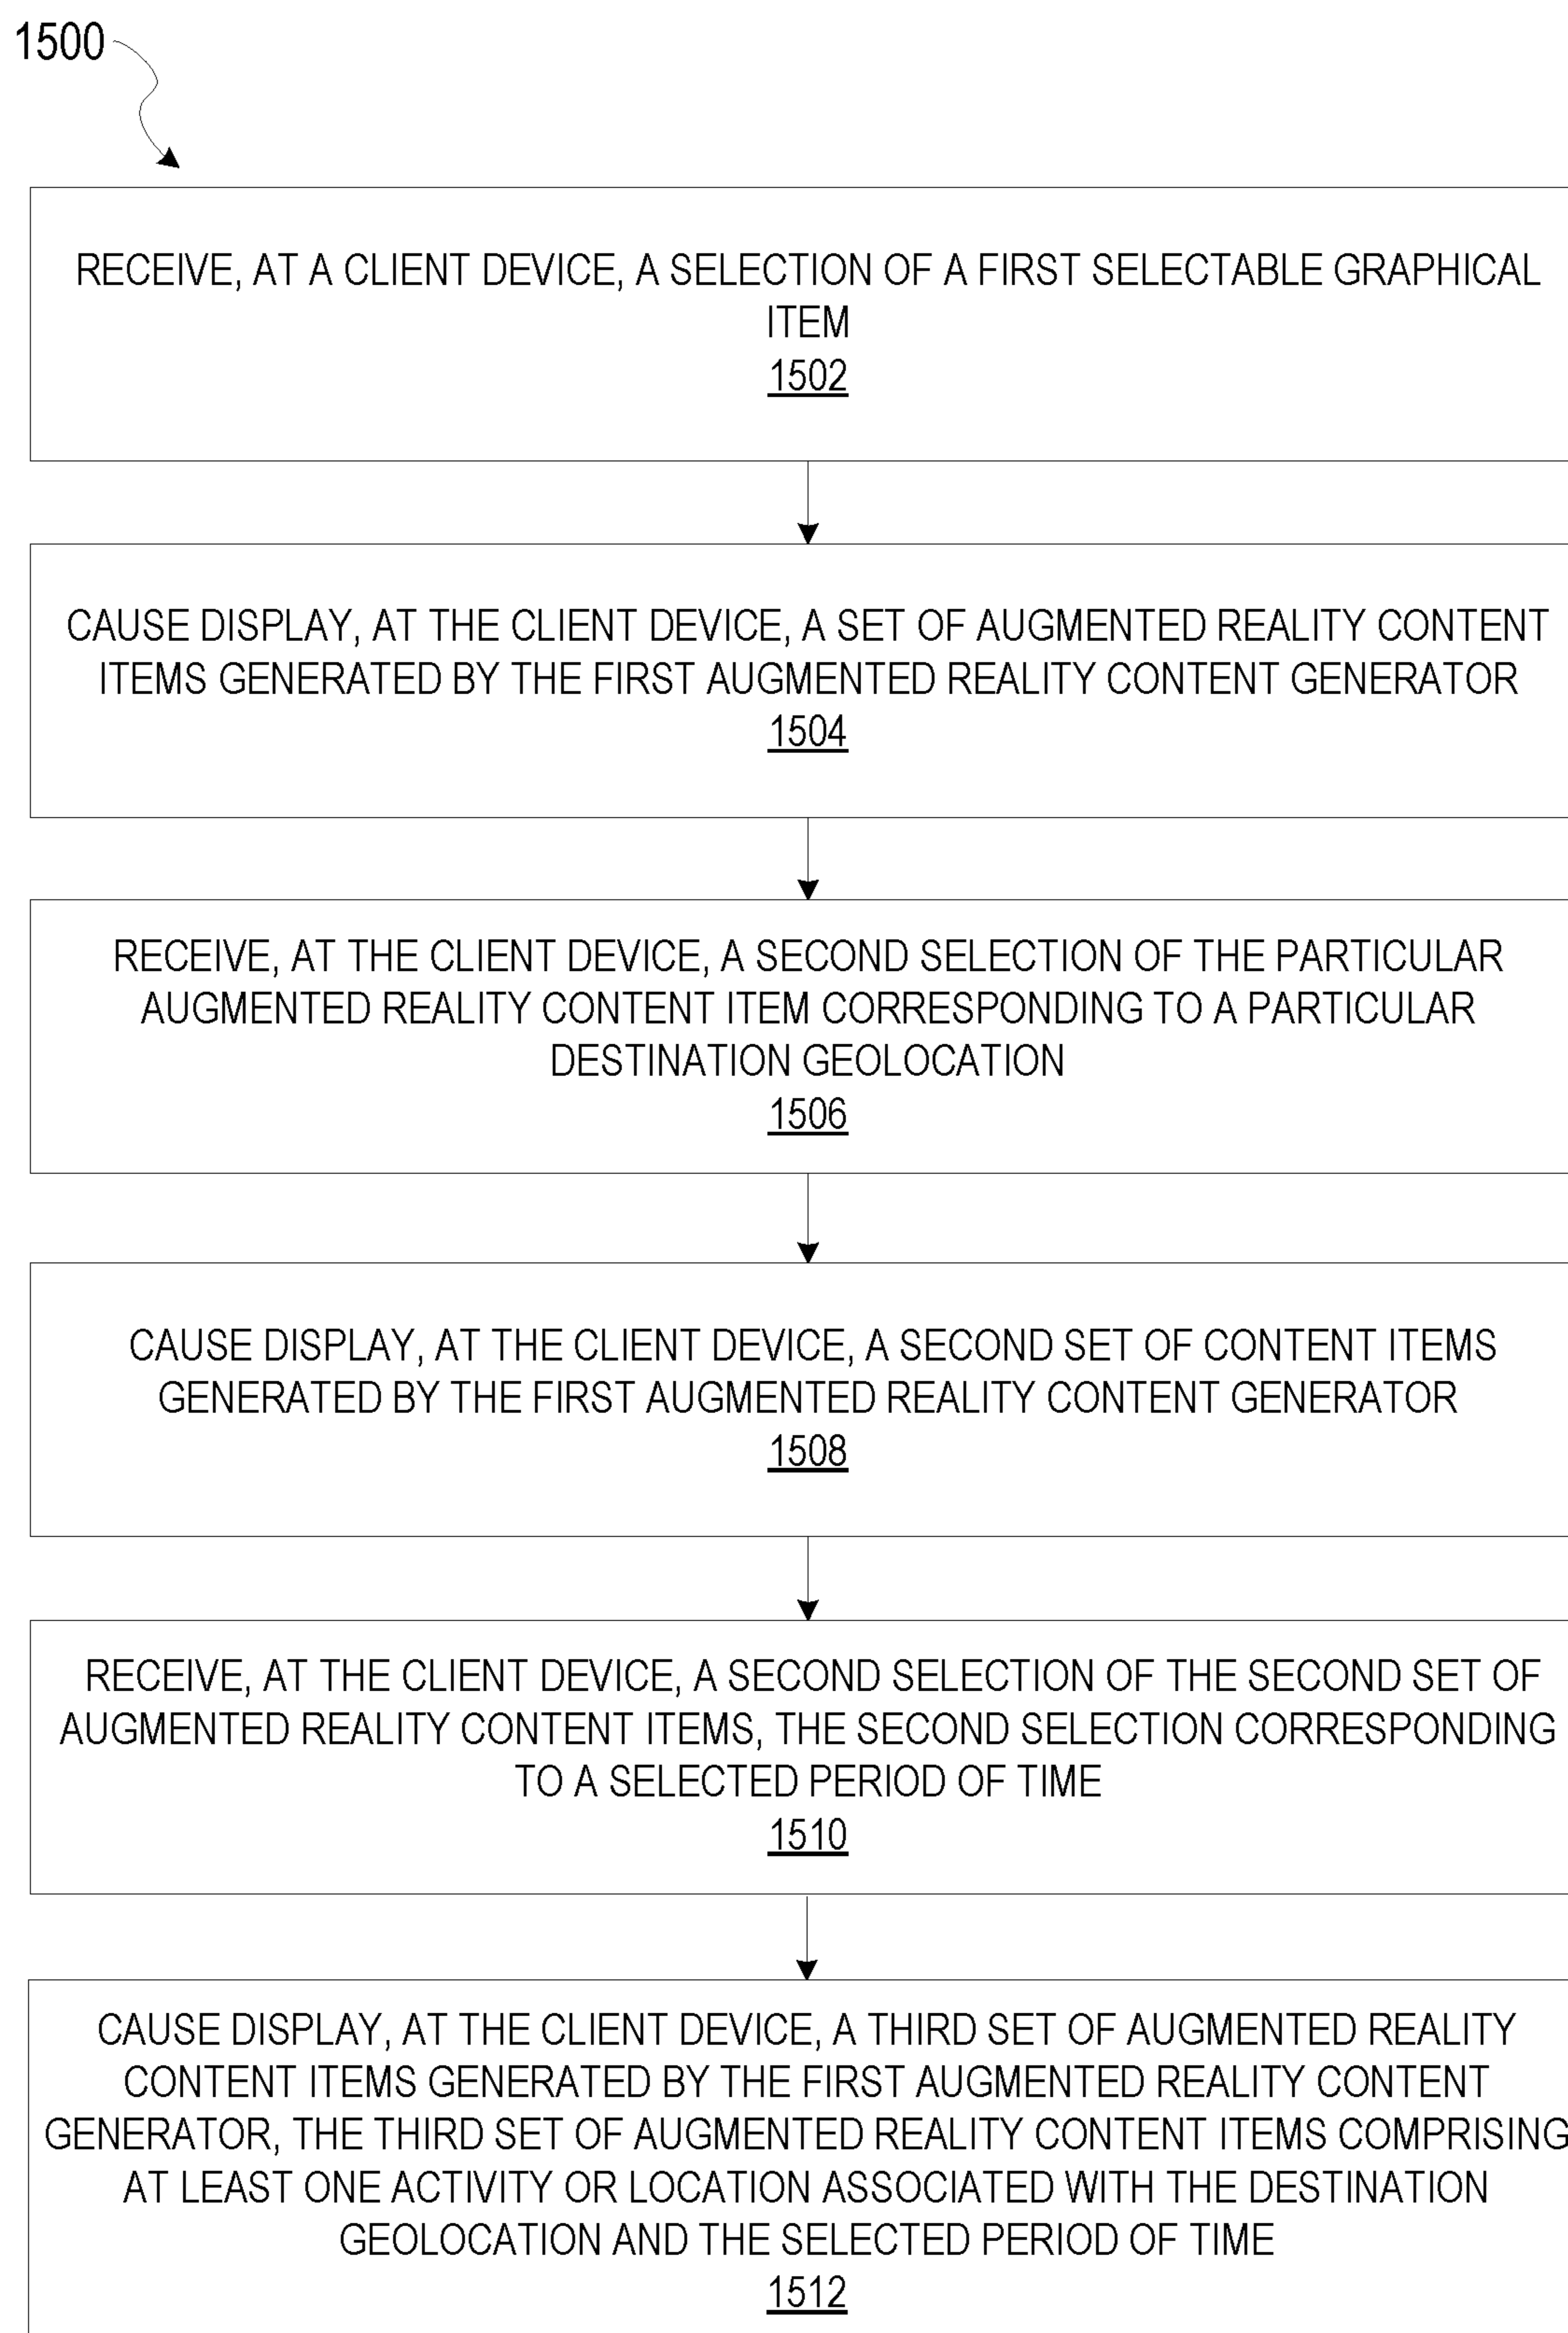 1500
RECEIVE, AT A CLIENT DEVICE, A SELECTION OF A FIRST SELECTABLE GRAPHICAL
ITEM
1502
CAUSE DISPLAY, AT THE CLIENT DEVICE, A SET OF AUGMENTED REALITY CONTENT
ITEMS GENERATED BY THE FIRST AUGMENTED REALITY CONTENT GENERATOR
1504
RECEIVE, AT THE CLIENT DEVICE, A SECOND SELECTION OF THE PARTICULAR
AUGMENTED REALITY CONTENT ITEM CORRESPONDING TO A PARTICULAR
DESTINATION GEOLOCATION
1506
CAUSE DISPLAY, AT THE CLIENT DEVICE, A SECOND SET OF CONTENT ITEMS
GENERATED BY THE FIRST AUGMENTED REALITY CONTENT GENERATOR
1508
RECEIVE, AT THE CLIENT DEVICE, A SECOND SELECTION OF THE SECOND SET OF
AUGMENTED REALITY CONTENT ITEMS, THE SECOND SELECTION CORRESPONDING
TO A SELECTED PERIOD OF TIME
1510
CAUSE DISPLAY, AT THE CLIENT DEVICE, A THIRD SET OF AUGMENTED REALITY
CONTENT ITEMS GENERATED BY THE FIRST AUGMENTED REALITY CONTENT
GENERATOR, THE THIRD SET OF AUGMENTED REALITY CONTENT ITEMS COMPRISING
AT LEAST ONE ACTIVITY OR LOCATION ASSOCIATED WITH THE DESTINATION
GEOLOCATION AND THE SELECTED PERIOD OF TIME
1512